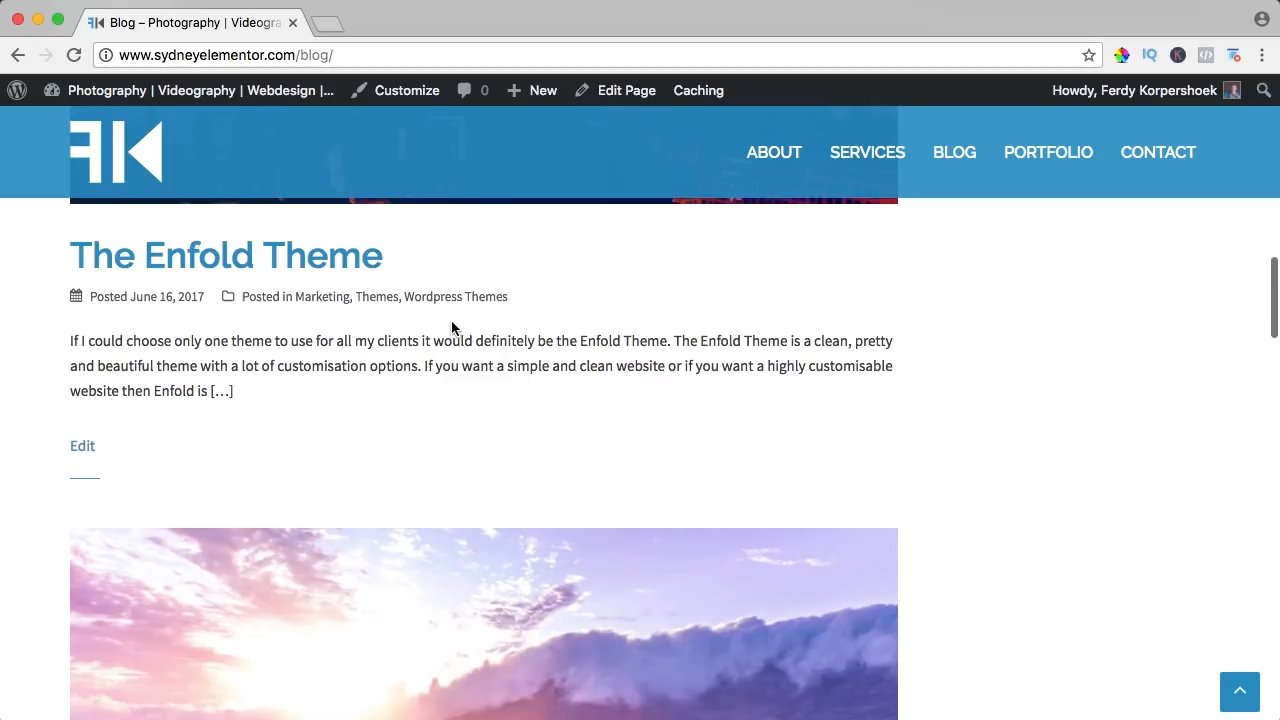 Blog – Photography | Videogra
www.sydneyelementor.com/blog/
Photography | Videography | Webdesign |... Customize 0 New Edit Page Caching Howdy, Ferdy Korpershoek
FK ABOUT SERVICES BLOG PORTFOLIO CONTACT
The Enfold Theme
Posted June 16, 2017 Posted in Marketing, Themes, Wordpress Themes
If I could choose only one theme to use for all my clients it would definitely be the Enfold Theme. The Enfold Theme is a clean, pretty
and beautiful theme with a lot of customisation options. If you want a simple and clean website or if you want a highly customisable
website then Enfold is […]
Edit